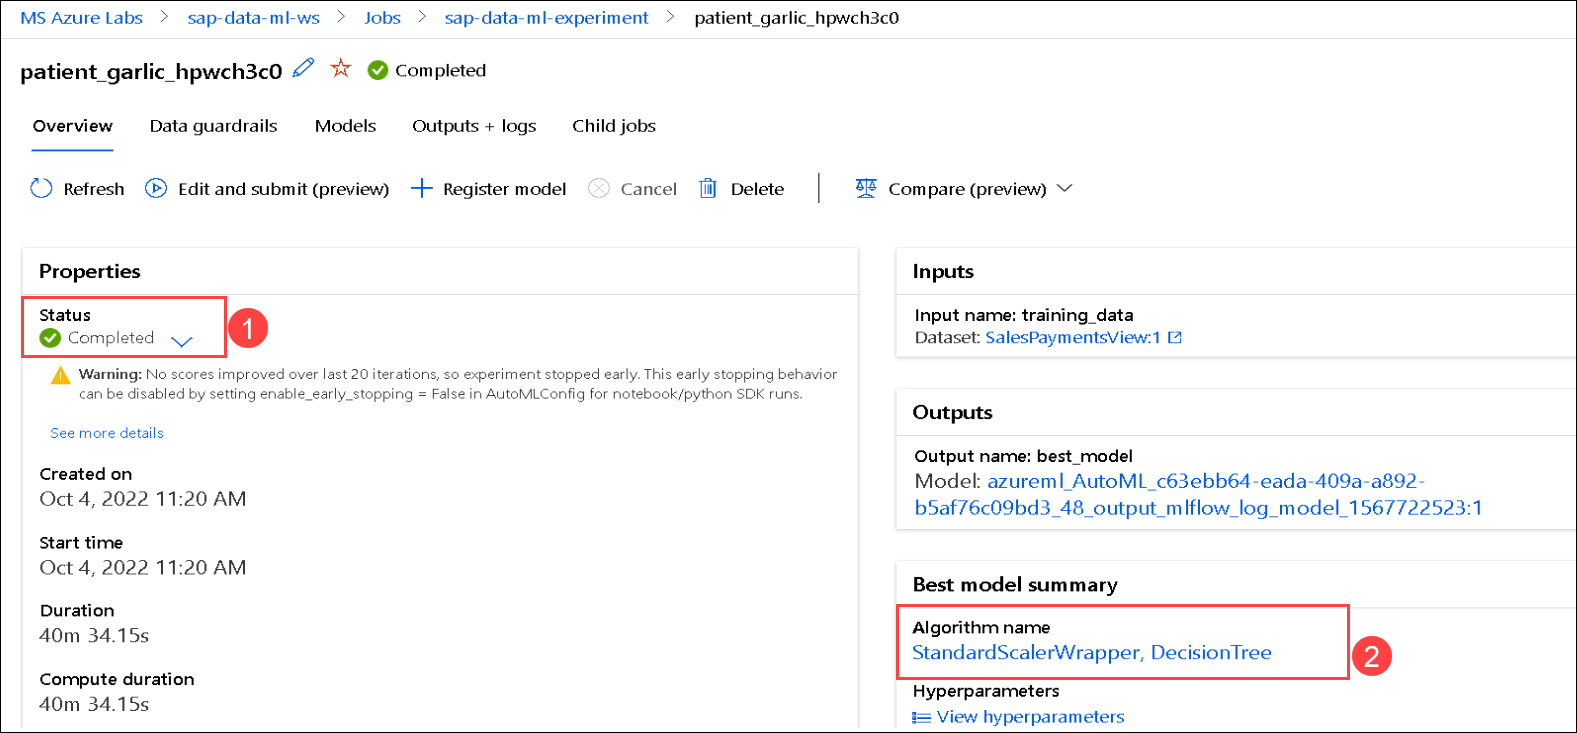 MS Azure Labs > sap-data-ml-ws > Jobs > sap-data-ml-experiment > patient_garlic_hpwch3c0
patient_garlic_hpwch3c0 Completed
Overview Data guardrails Models Outputs + logs Child jobs
Refresh Edit and submit (preview) Register model Cancel Delete Compare (preview)
Properties
Status
Completed
1
Warning: No scores improved over last 20 iterations, so experiment stopped early. This early stopping behavior
can be disabled by setting enable_early_stopping = False in AutoMLConfig for notebook/python SDK runs.
See more details
Created on
Oct 4, 2022 11:20 AM
Start time
Oct 4, 2022 11:20 AM
Duration
40m 34.15s
Compute duration
40m 34.15s
Inputs
Input name: training_data
Dataset: SalesPaymentsView:1
Outputs
Output name: best_model
Model: azureml_AutoML_c63ebb64-eada-409a-a892-
b5af76c09bd3_48_output_mlflow_log_model_1567722523:1
Best model summary
Algorithm name
StandardScalerWrapper, DecisionTree
2
Hyperparameters
View hyperparameters